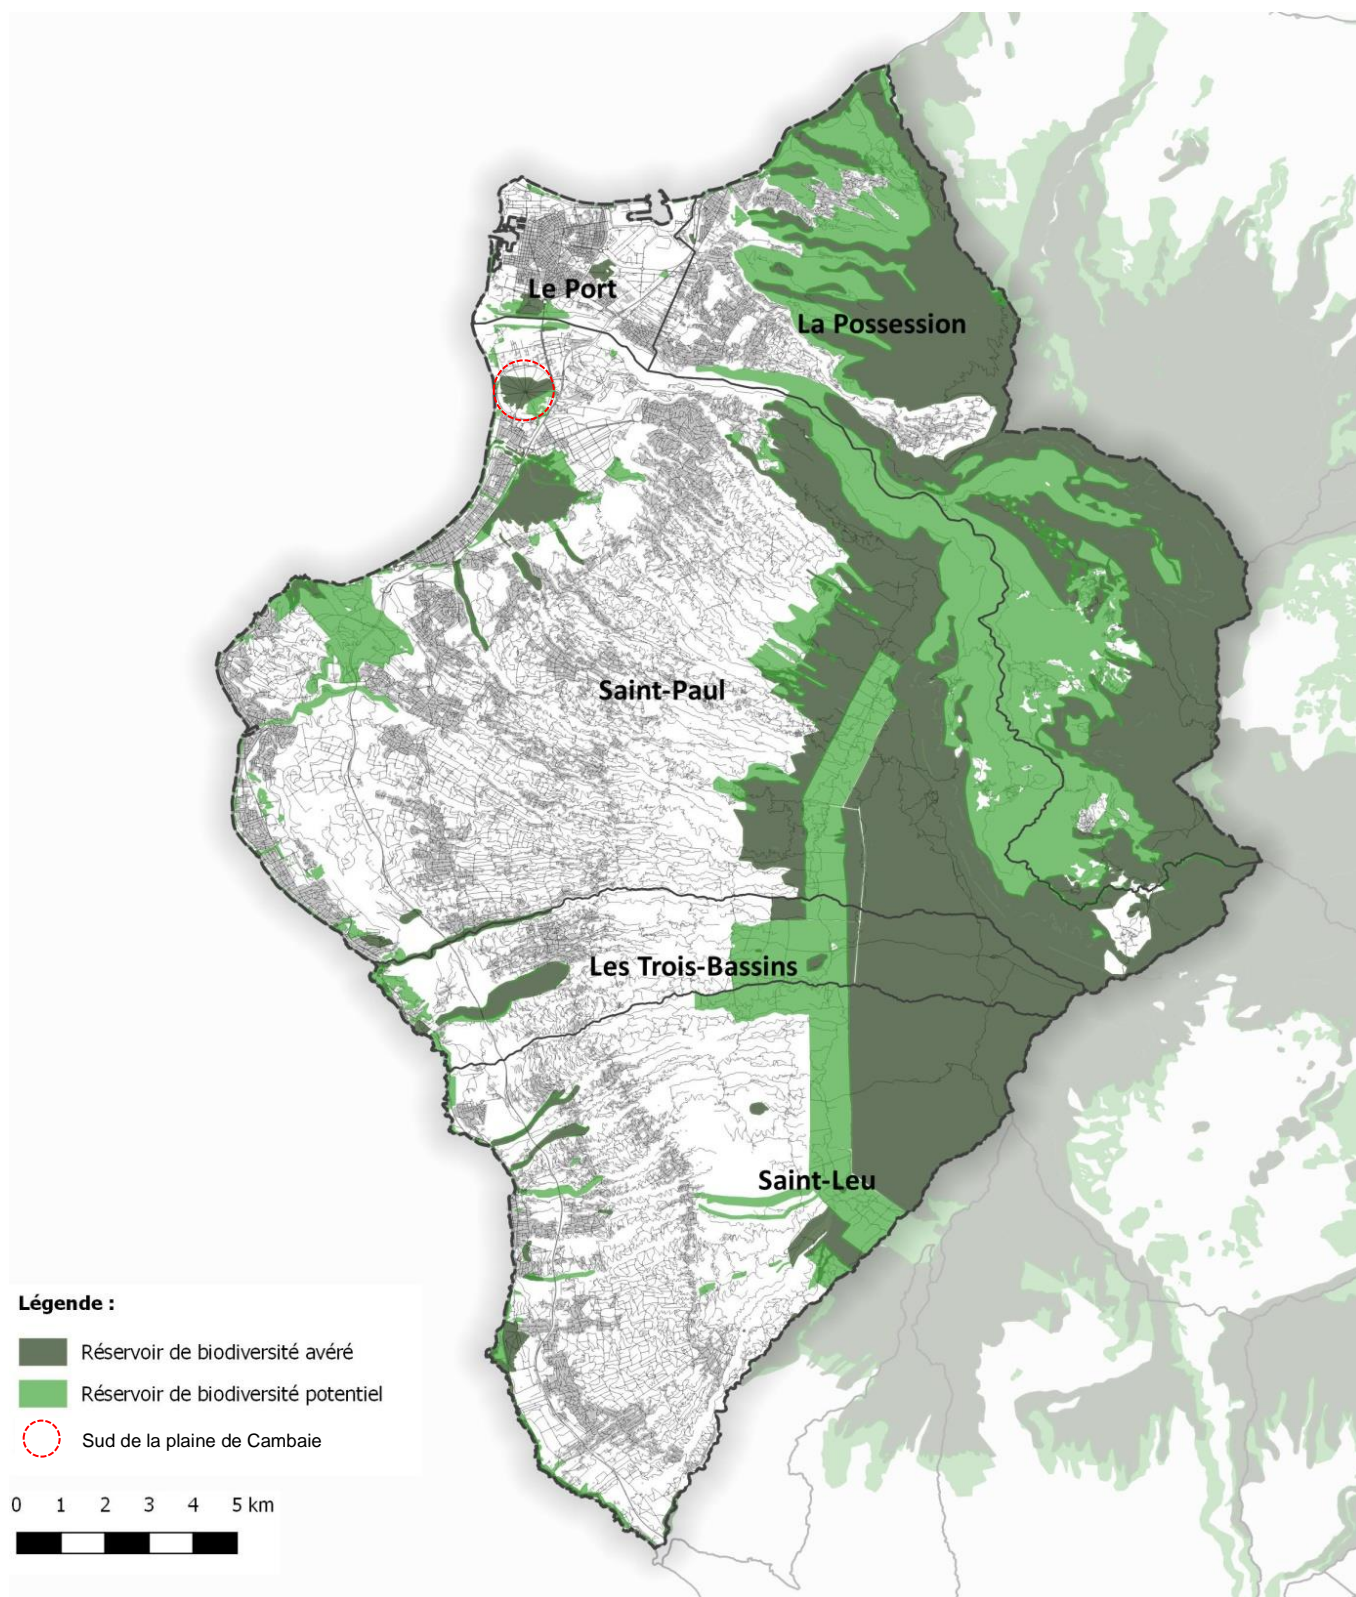 Le Port
La Possession
Saint-Paul
Les Trois-Bassins
Saint-Leu
Légende :
Réservoir de biodiversité avéré
Réservoir de biodiversité potentiel
Sud de la plaine de Cambaie
0 1 2 3 4 5 km